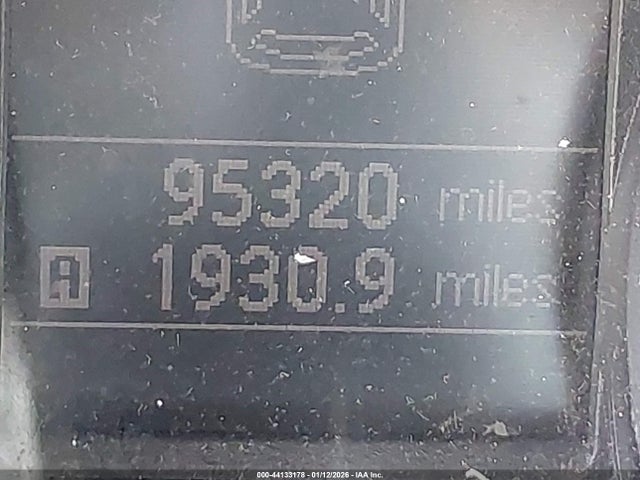 95320 miles
i 1930.9 miles
000-44133178 - 01/12/2026 - IAA Inc.